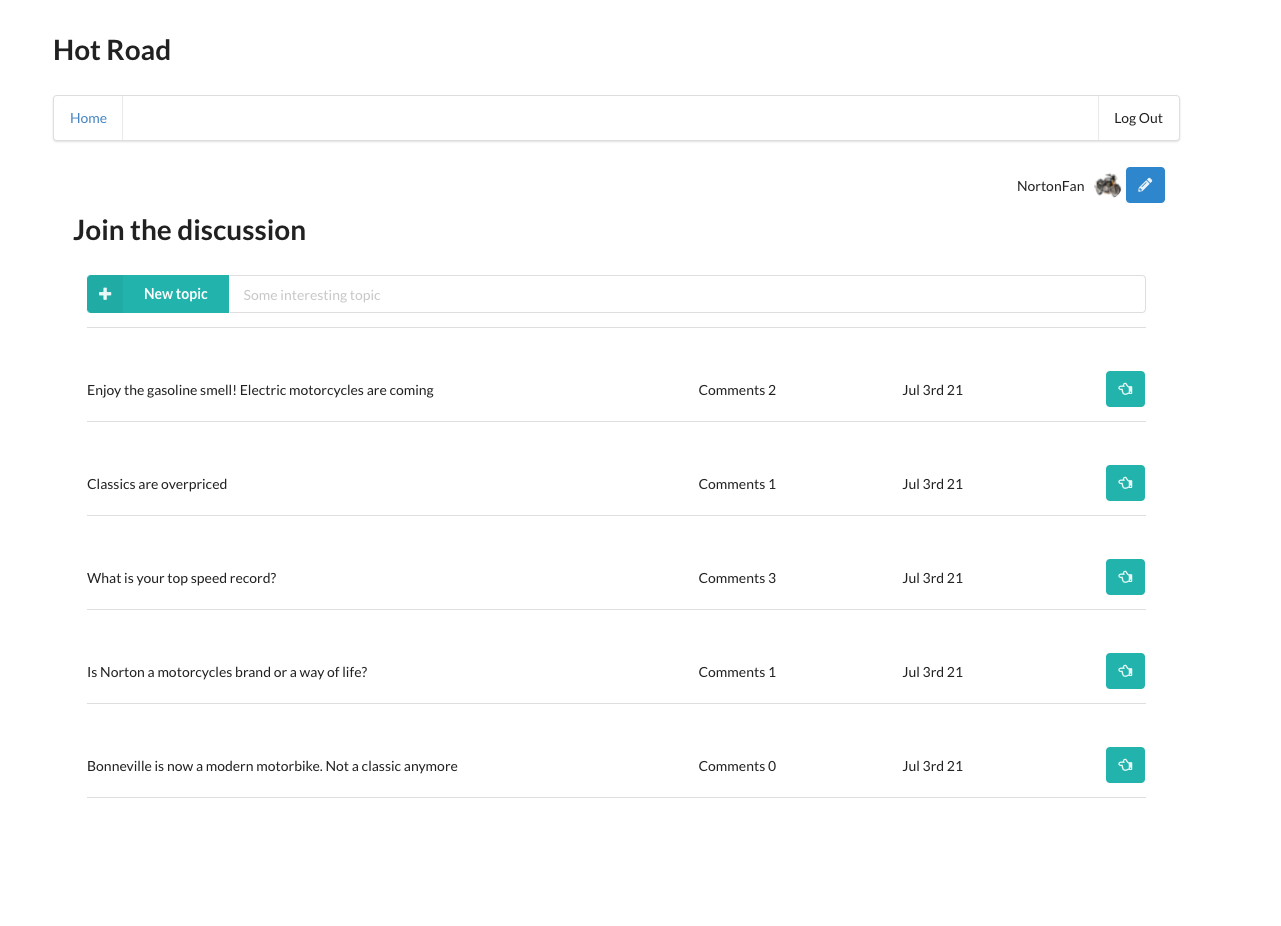 Hot Road
Home Log Out
NortonFan
Join the discussion
New topic Some interesting topic
Enjoy the gasoline smell! Electric motorcycles are coming Comments 2 Jul 3rd 21
Classics are overpriced Comments 1 Jul 3rd 21
What is your top speed record? Comments 3 Jul 3rd 21
Is Norton a motorcycles brand or a way of life? Comments 1 Jul 3rd 21
Bonneville is now a modern motorbike. Not a classic anymore Comments 0 Jul 3rd 21